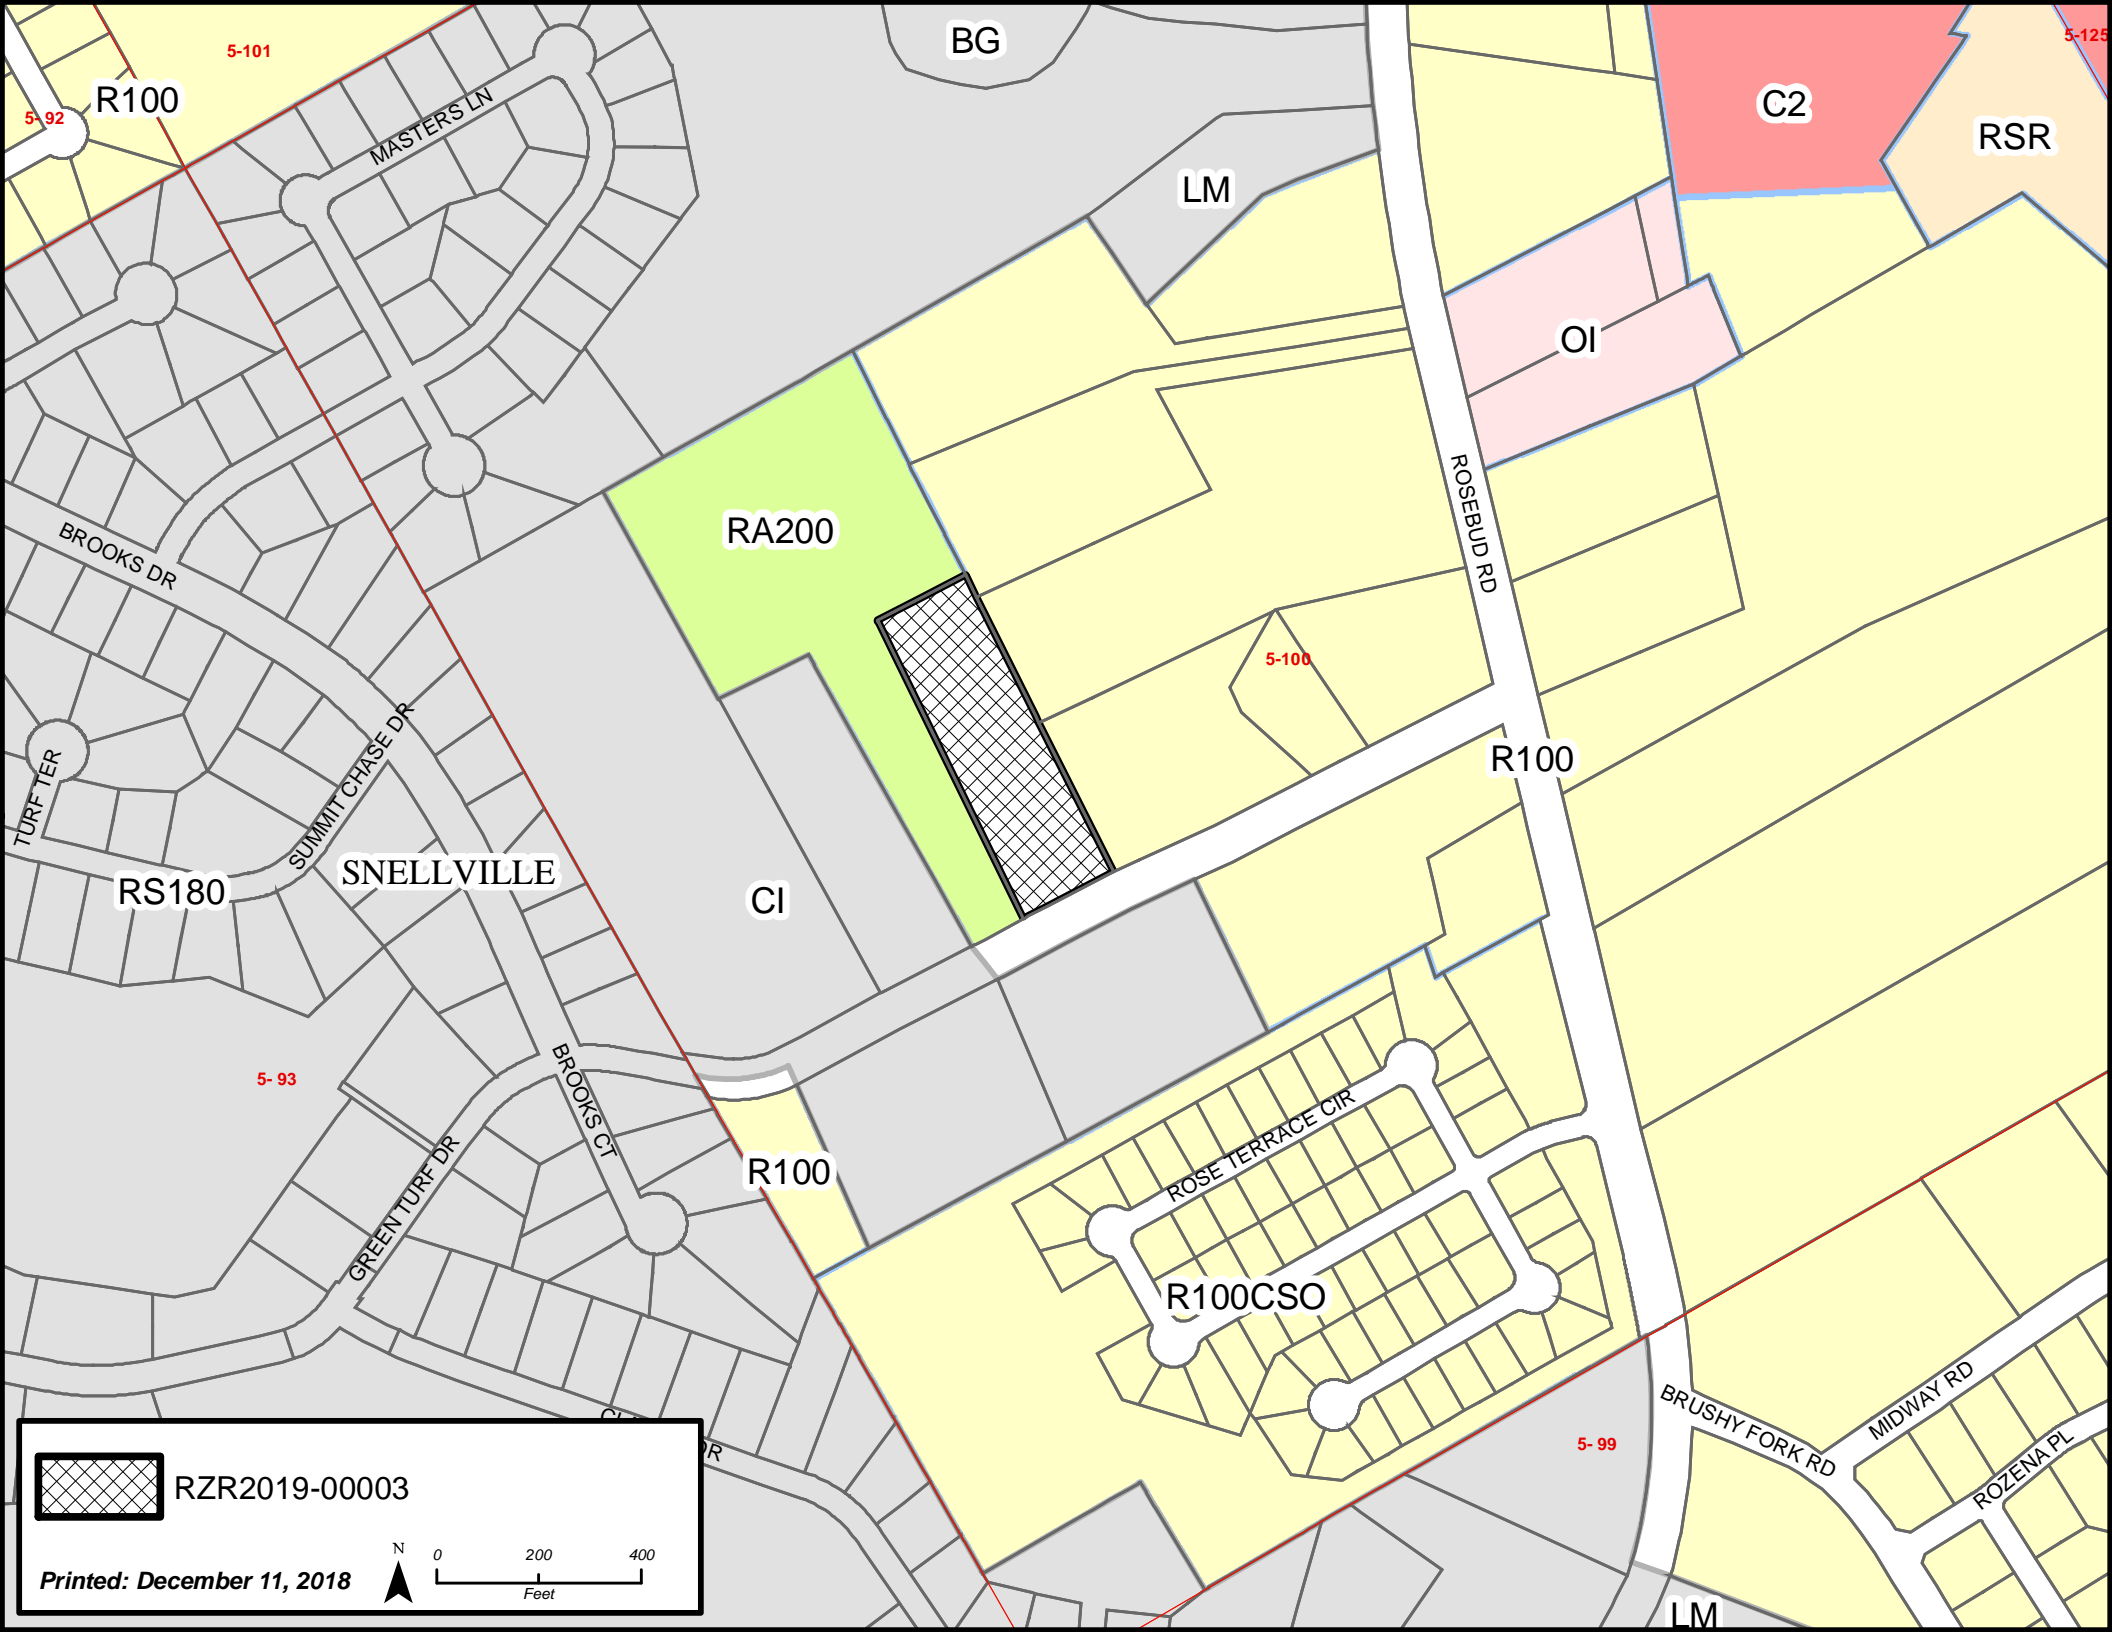 BG
5-101
5-125
R100
C2
5- 92
MASTERS LN
RSR
LM
OI
ROSEBUD RD
RA200
BROOKS DR
5-100
SUMMIT CHASE DR
TURF TER
R100
SNELLVILLE
RS180
CI
5- 93
BROOKS CT
ROSE TERRACE CIR
R100
GREEN TURF DR
R100CSO
MIDWAY RD
BRUSHY FORK RD
5- 99
ROZENA PL
DR
RZR2019-00003
N
0 200 400
Feet
Printed: December 11, 2018
LM